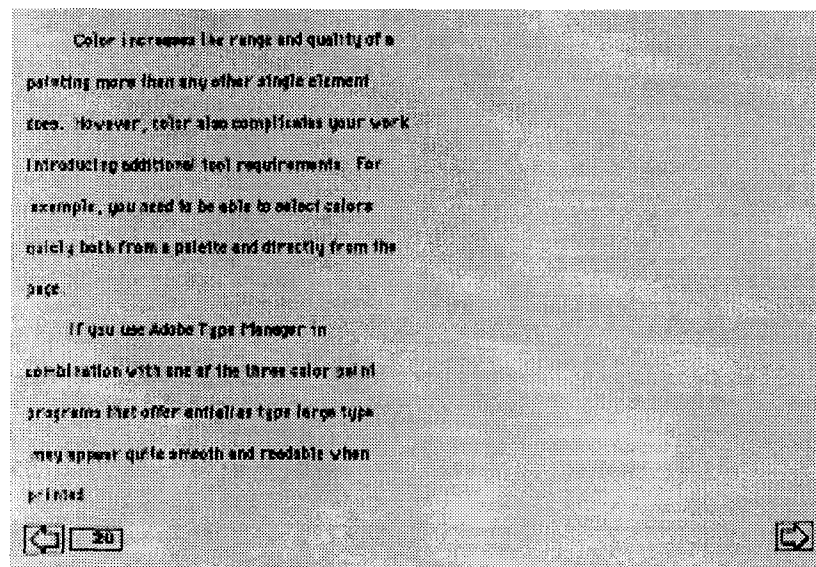 Color increases the range and quality of a
painting more than any other single element
does. However, color also complicates your work
introducing additional tool requirements. For
example, you need to be able to select colors
quickly both from a palette and directly from the
page.
If you use Adobe Type Manager in
combination with one of the three color paint
programs that offer antialias type large type
may appear quite smooth and readable when
printed
20